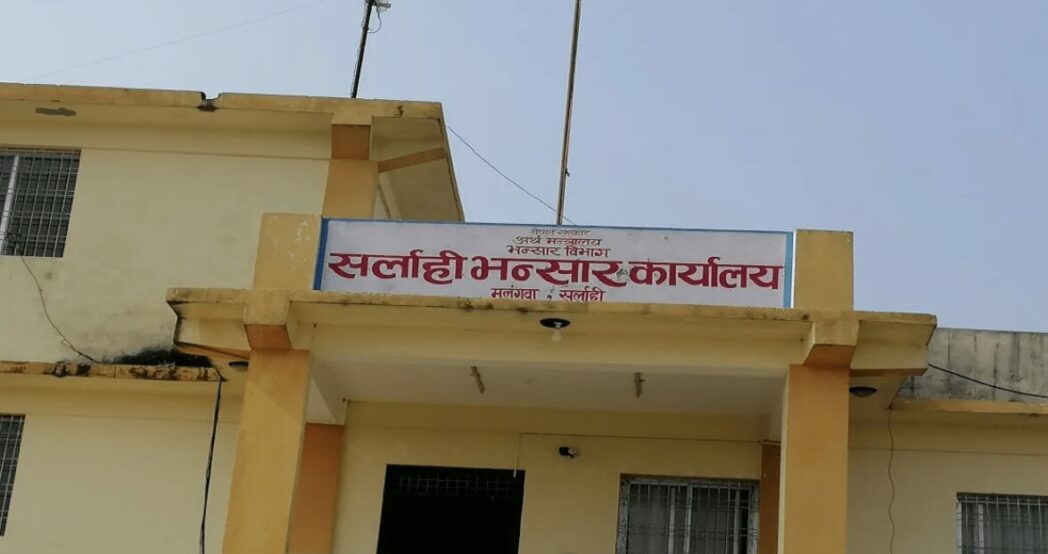 नेपाल सरकार
अर्थ मन्त्रालय
भन्सार विभाग
सर्लाही भन्सार कार्यालय
मलंगवा , सर्लाही